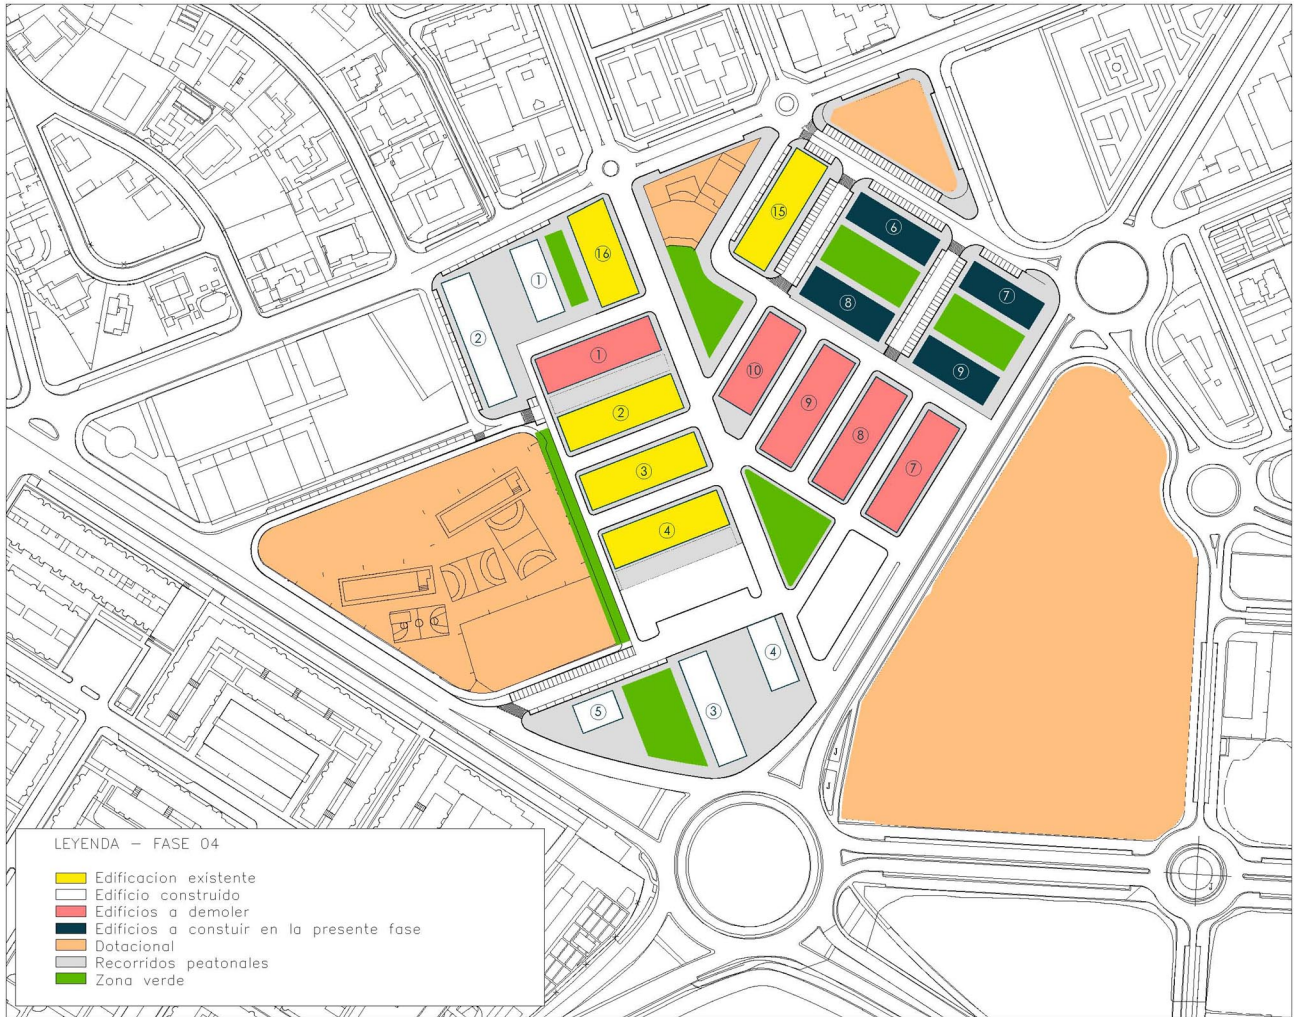 15
6
16
1
7
2
8
1
10
9
9
2
8
7
3
4
4
5
3
LEYENDA – FASE 04
Edificacion existente
Edificio construido
Edificios a demoler
Edificios a constuir en la presente fase
Dotacional
Recorridos peatonales
Zona verde